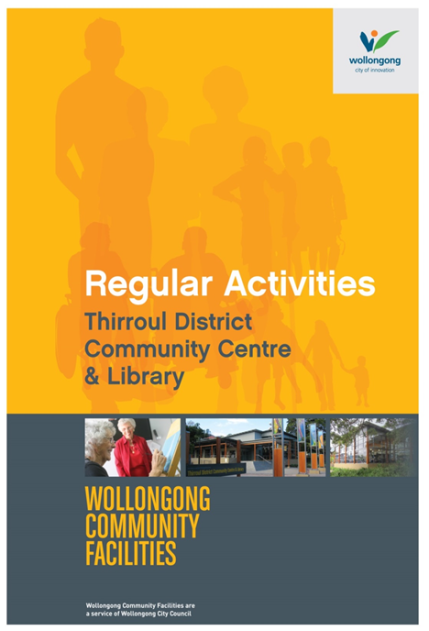 wollongong
city of innovation
Regular Activities
Thirroul District
Community Centre
& Library
WOLLONGONG
COMMUNITY
FACILITIES
Wollongong Community Facilities are
a service of Wollongong City Council